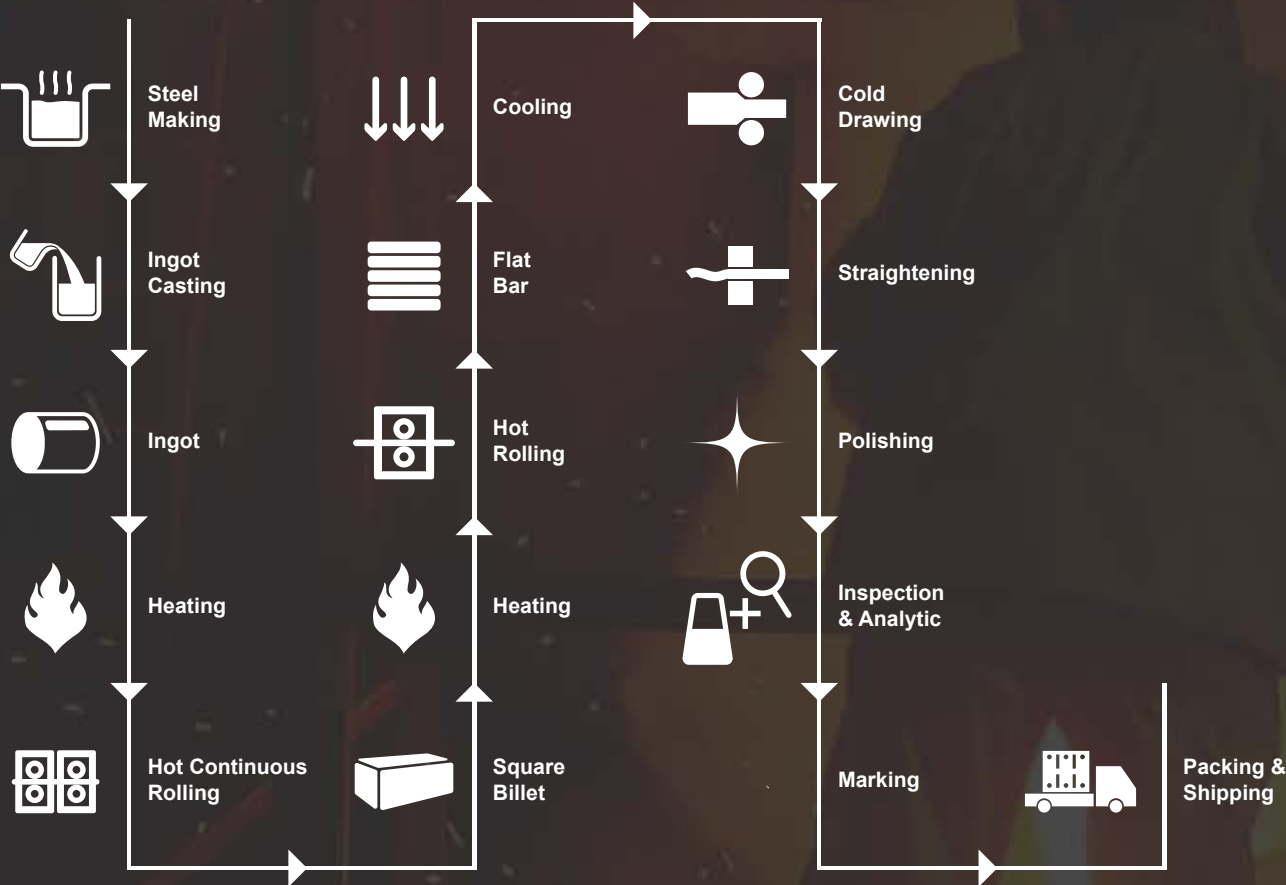 Steel
Making
Ingot
Casting
Ingot
Heating
Hot Continuous
Rolling
Square
Billet
Heating
Hot
Rolling
Flat
Bar
Cooling
Cold
Drawing
Straightening
Polishing
Inspection
& Analytic
Marking
Packing &
Shipping